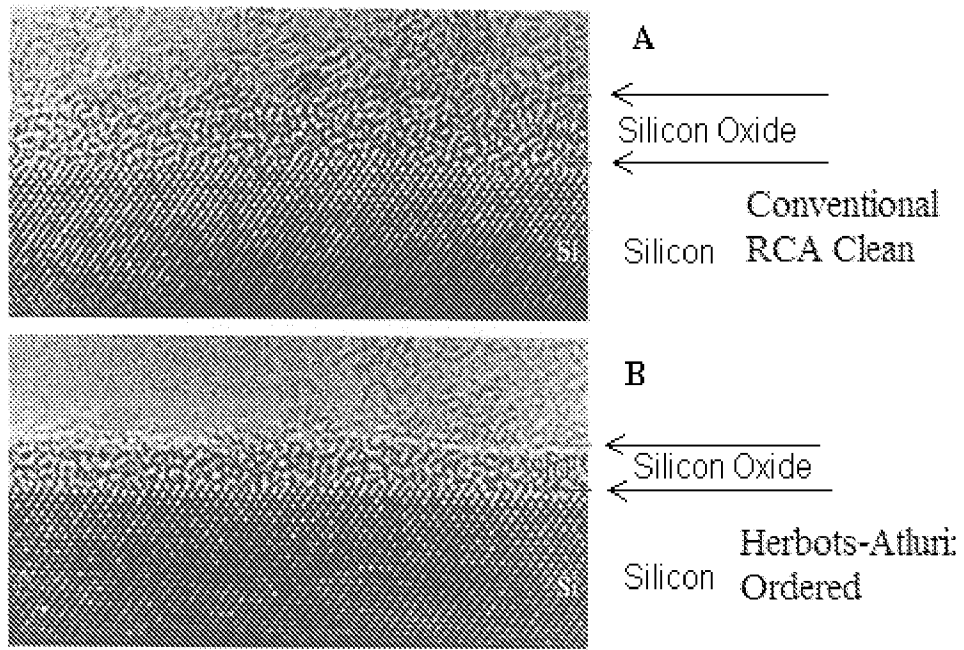 A
Silicon Oxide
Conventional
RCA Clean
Silicon
Si
B
Silicon Oxide
Herbots-Atluri:
Ordered
Silicon
Si